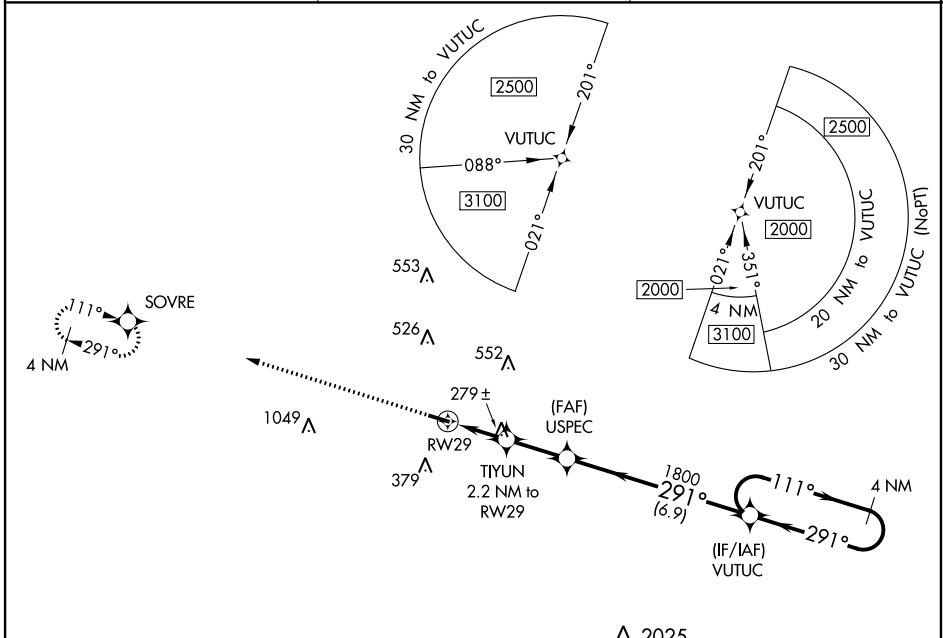 30 NM to VUTUC
2500
201°
VUTUC
088°
3100
021°
2500
201°
VUTUC
2000
021°
351°
2000
4 NM
3100
20 NM to VUTUC
30 NM to VUTUC (NoPT)
553
526
552
SOVRE
111°
291°
4 NM
1049
279 ±
(FAF)
USPEC
RW29
379
TIYUN
2.2 NM to
RW29
1800
291°
(6.9)
111°
4 NM
291°
(IF/IAF)
VUTUC
2025